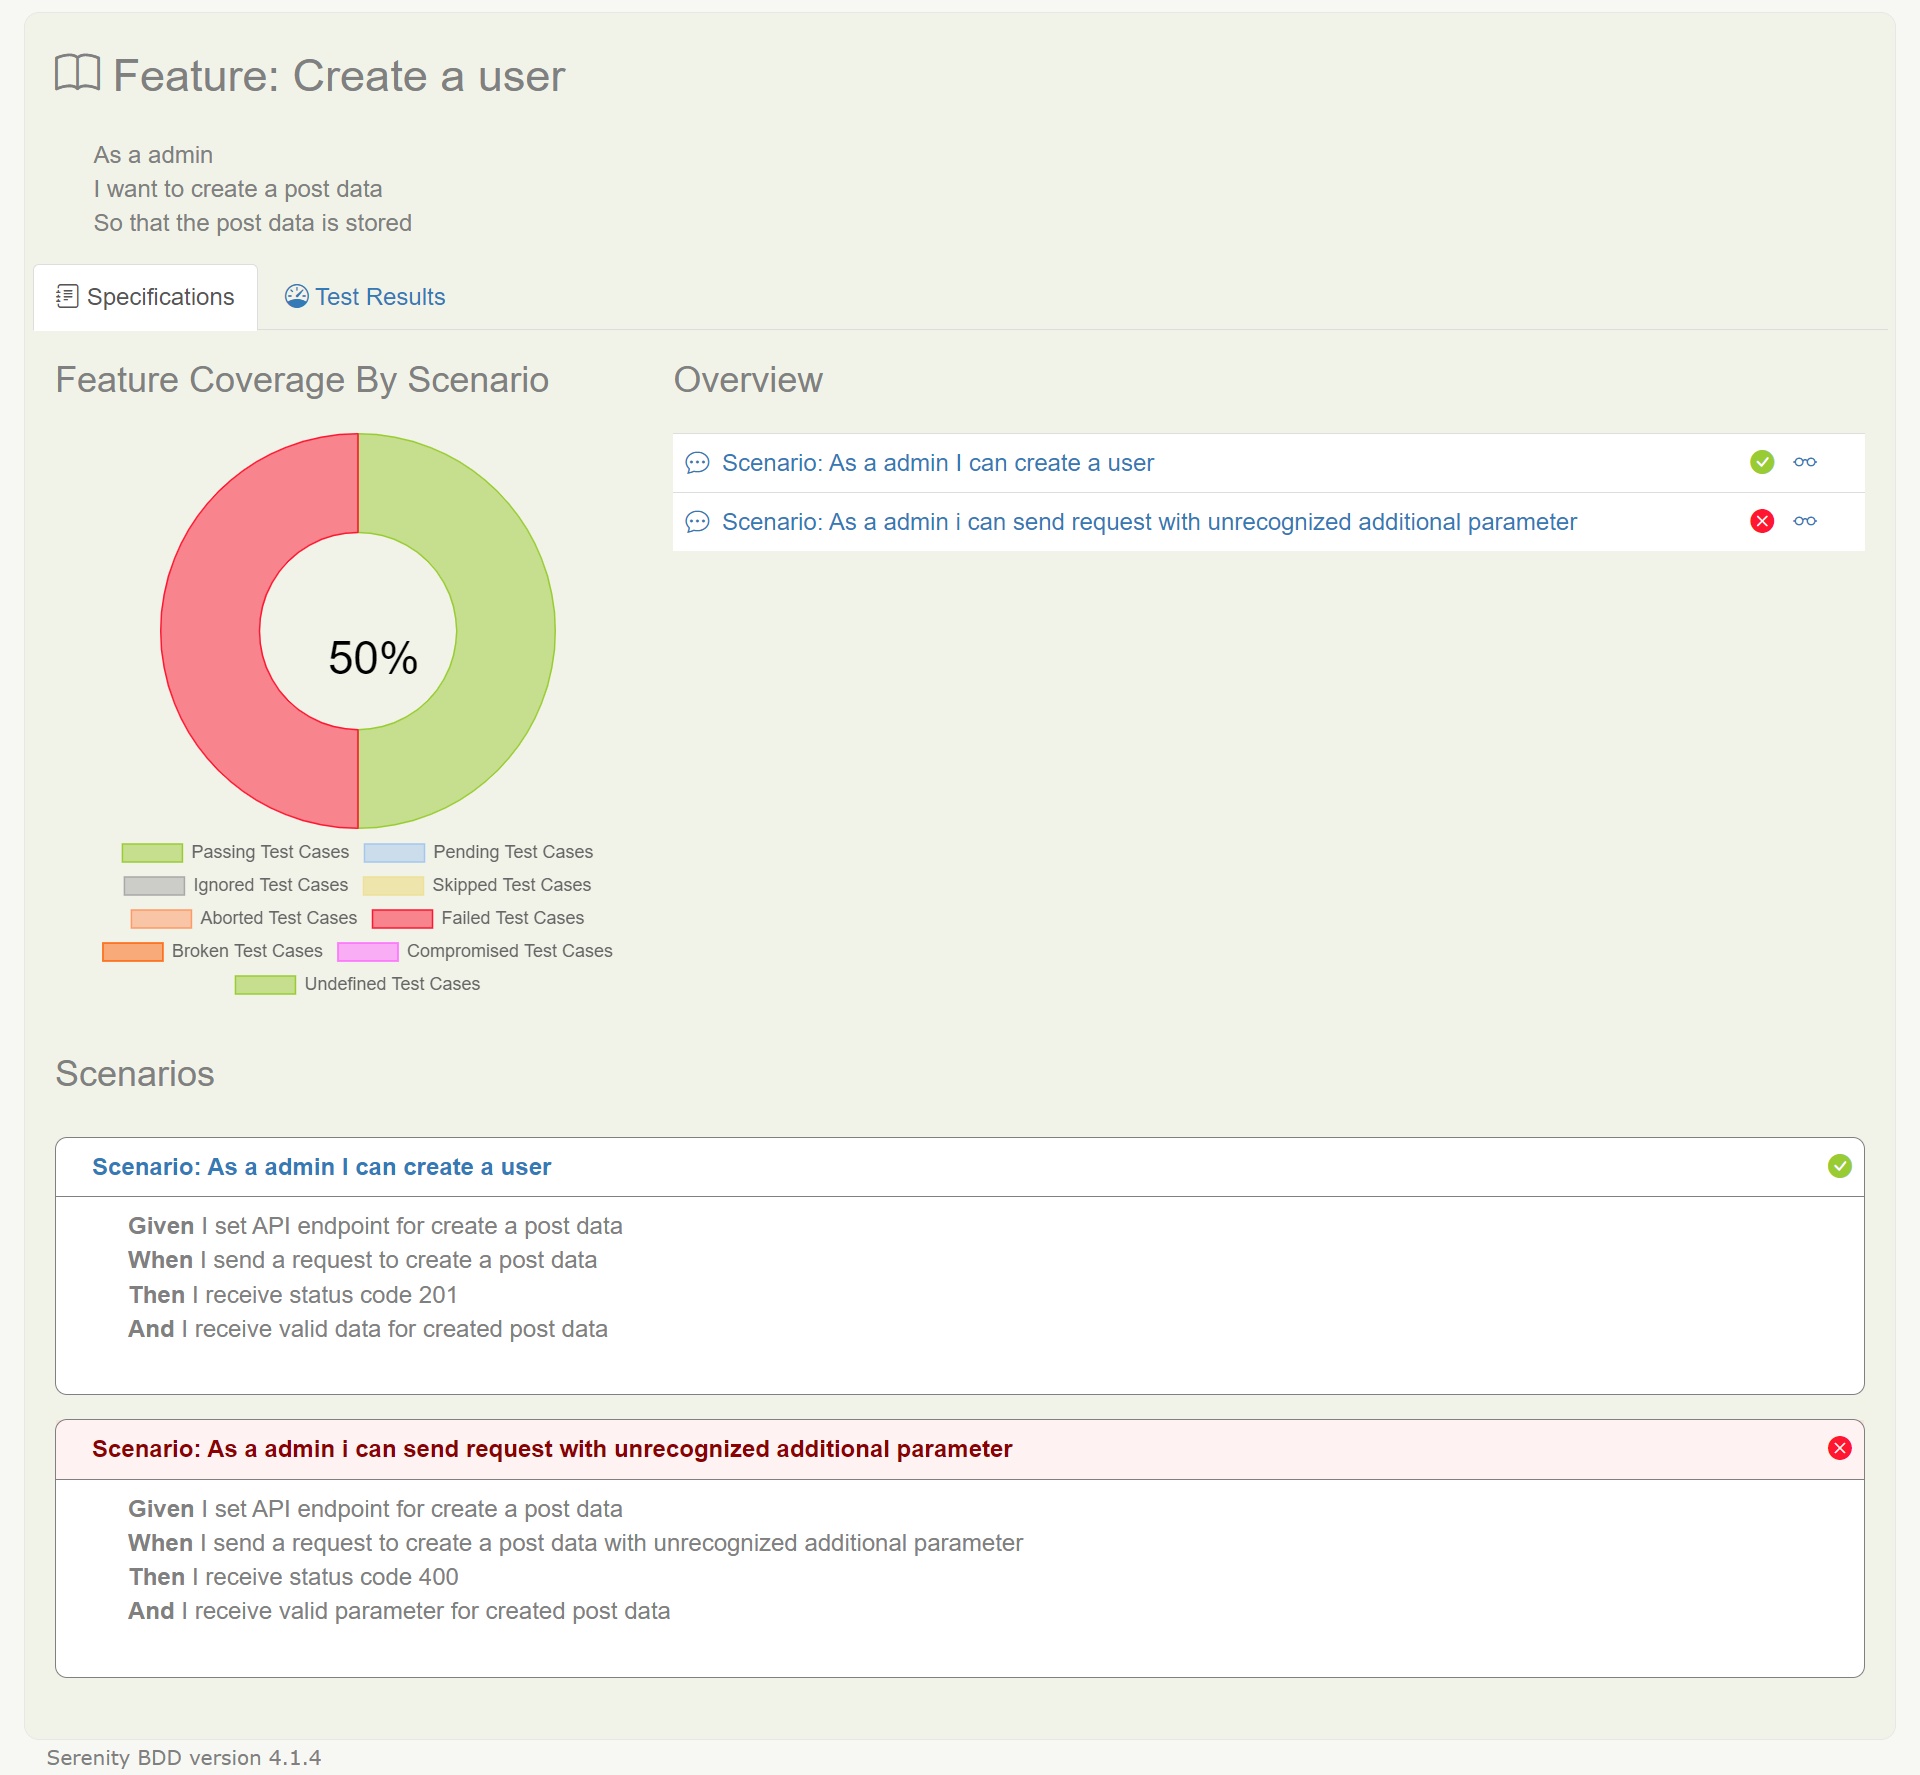 Feature: Create a user
As a admin
I want to create a post data
So that the post data is stored
Specifications
Test Results
Feature Coverage By Scenario
50%
Passing Test Cases
Pending Test Cases
Ignored Test Cases
Skipped Test Cases
Aborted Test Cases
Failed Test Cases
Broken Test Cases
Compromised Test Cases
Undefined Test Cases
Overview
Scenario: As a admin I can create a user
Scenario: As a admin i can send request with unrecognized additional parameter
Scenarios
Scenario: As a admin I can create a user
Given I set API endpoint for create a post data
When I send a request to create a post data
Then I receive status code 201
And I receive valid data for created post data
Scenario: As a admin i can send request with unrecognized additional parameter
Given I set API endpoint for create a post data
When I send a request to create a post data with unrecognized additional parameter
Then I receive status code 400
And I receive valid parameter for created post data
Serenity BDD version 4.1.4